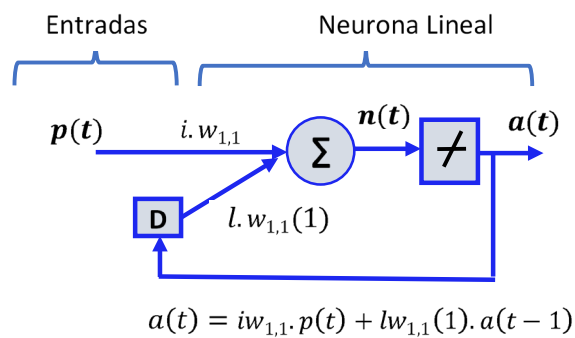 Entradas
Neurona Lineal
p(t)
i.w₁,₁
Σ
n(t)
a(t)
D
l.w₁,₁(1)
a(t) = iw₁,₁.p(t) + lw₁,₁(1).a(t − 1)